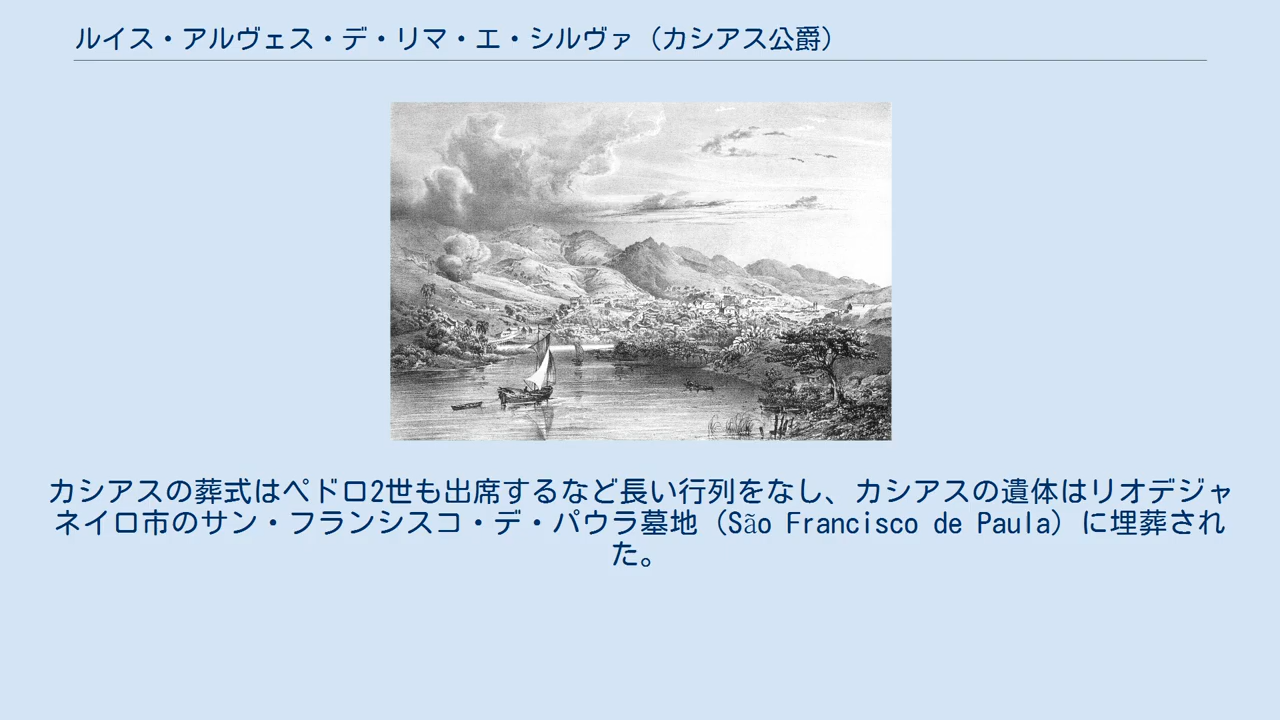 ルイス・アルヴェス・デ・リマ・エ・シルヴァ（カシアス公爵）
カシアスの葬式はペドロ2世も出席するなど長い行列をなし、カシアスの遺体はリオデジャ
ネイロ市のサン・フランシスコ・デ・パウラ墓地（São Francisco de Paula）に埋葬され
た。